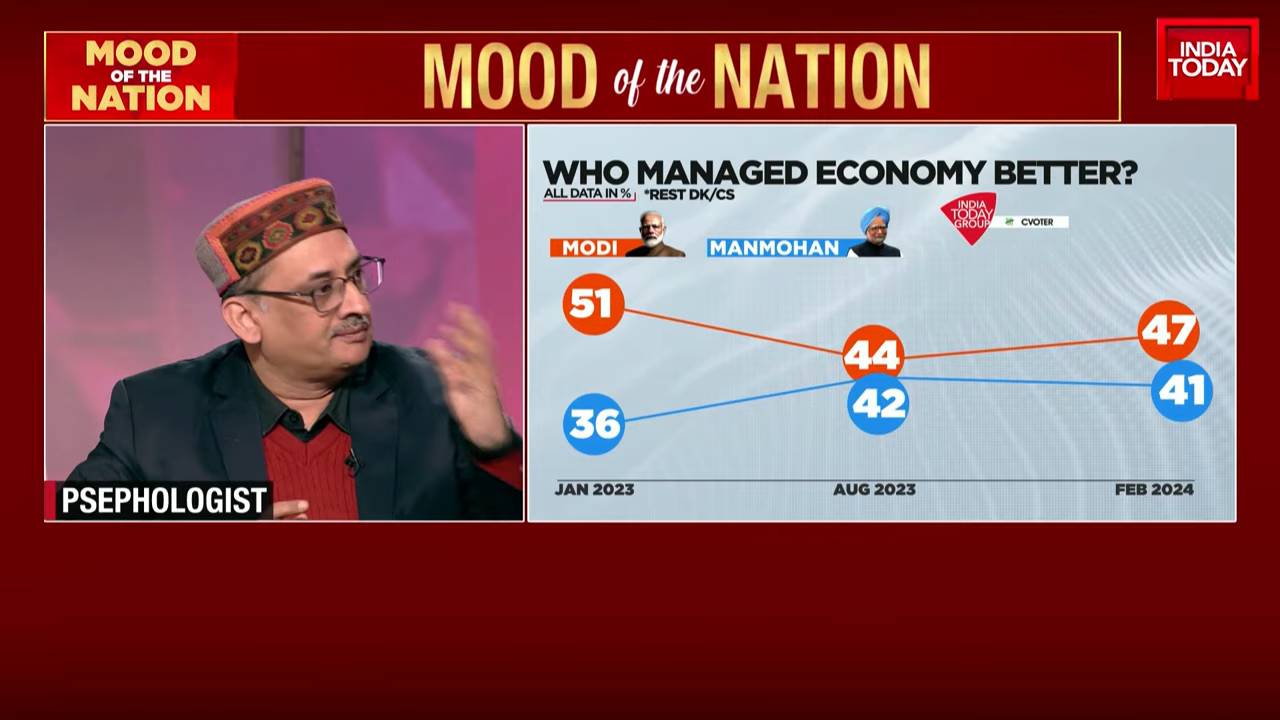 MOOD
OF THE
NATION
MOOD of the NATION
INDIA
TODAY
WHO MANAGED ECONOMY BETTER?
ALL DATA IN % *REST DK/CS
INDIA
TODAY
GROUP
CVOTER
MODI
MANMOHAN
51
44
47
36
42
41
JAN 2023
AUG 2023
FEB 2024
PSEPHOLOGIST